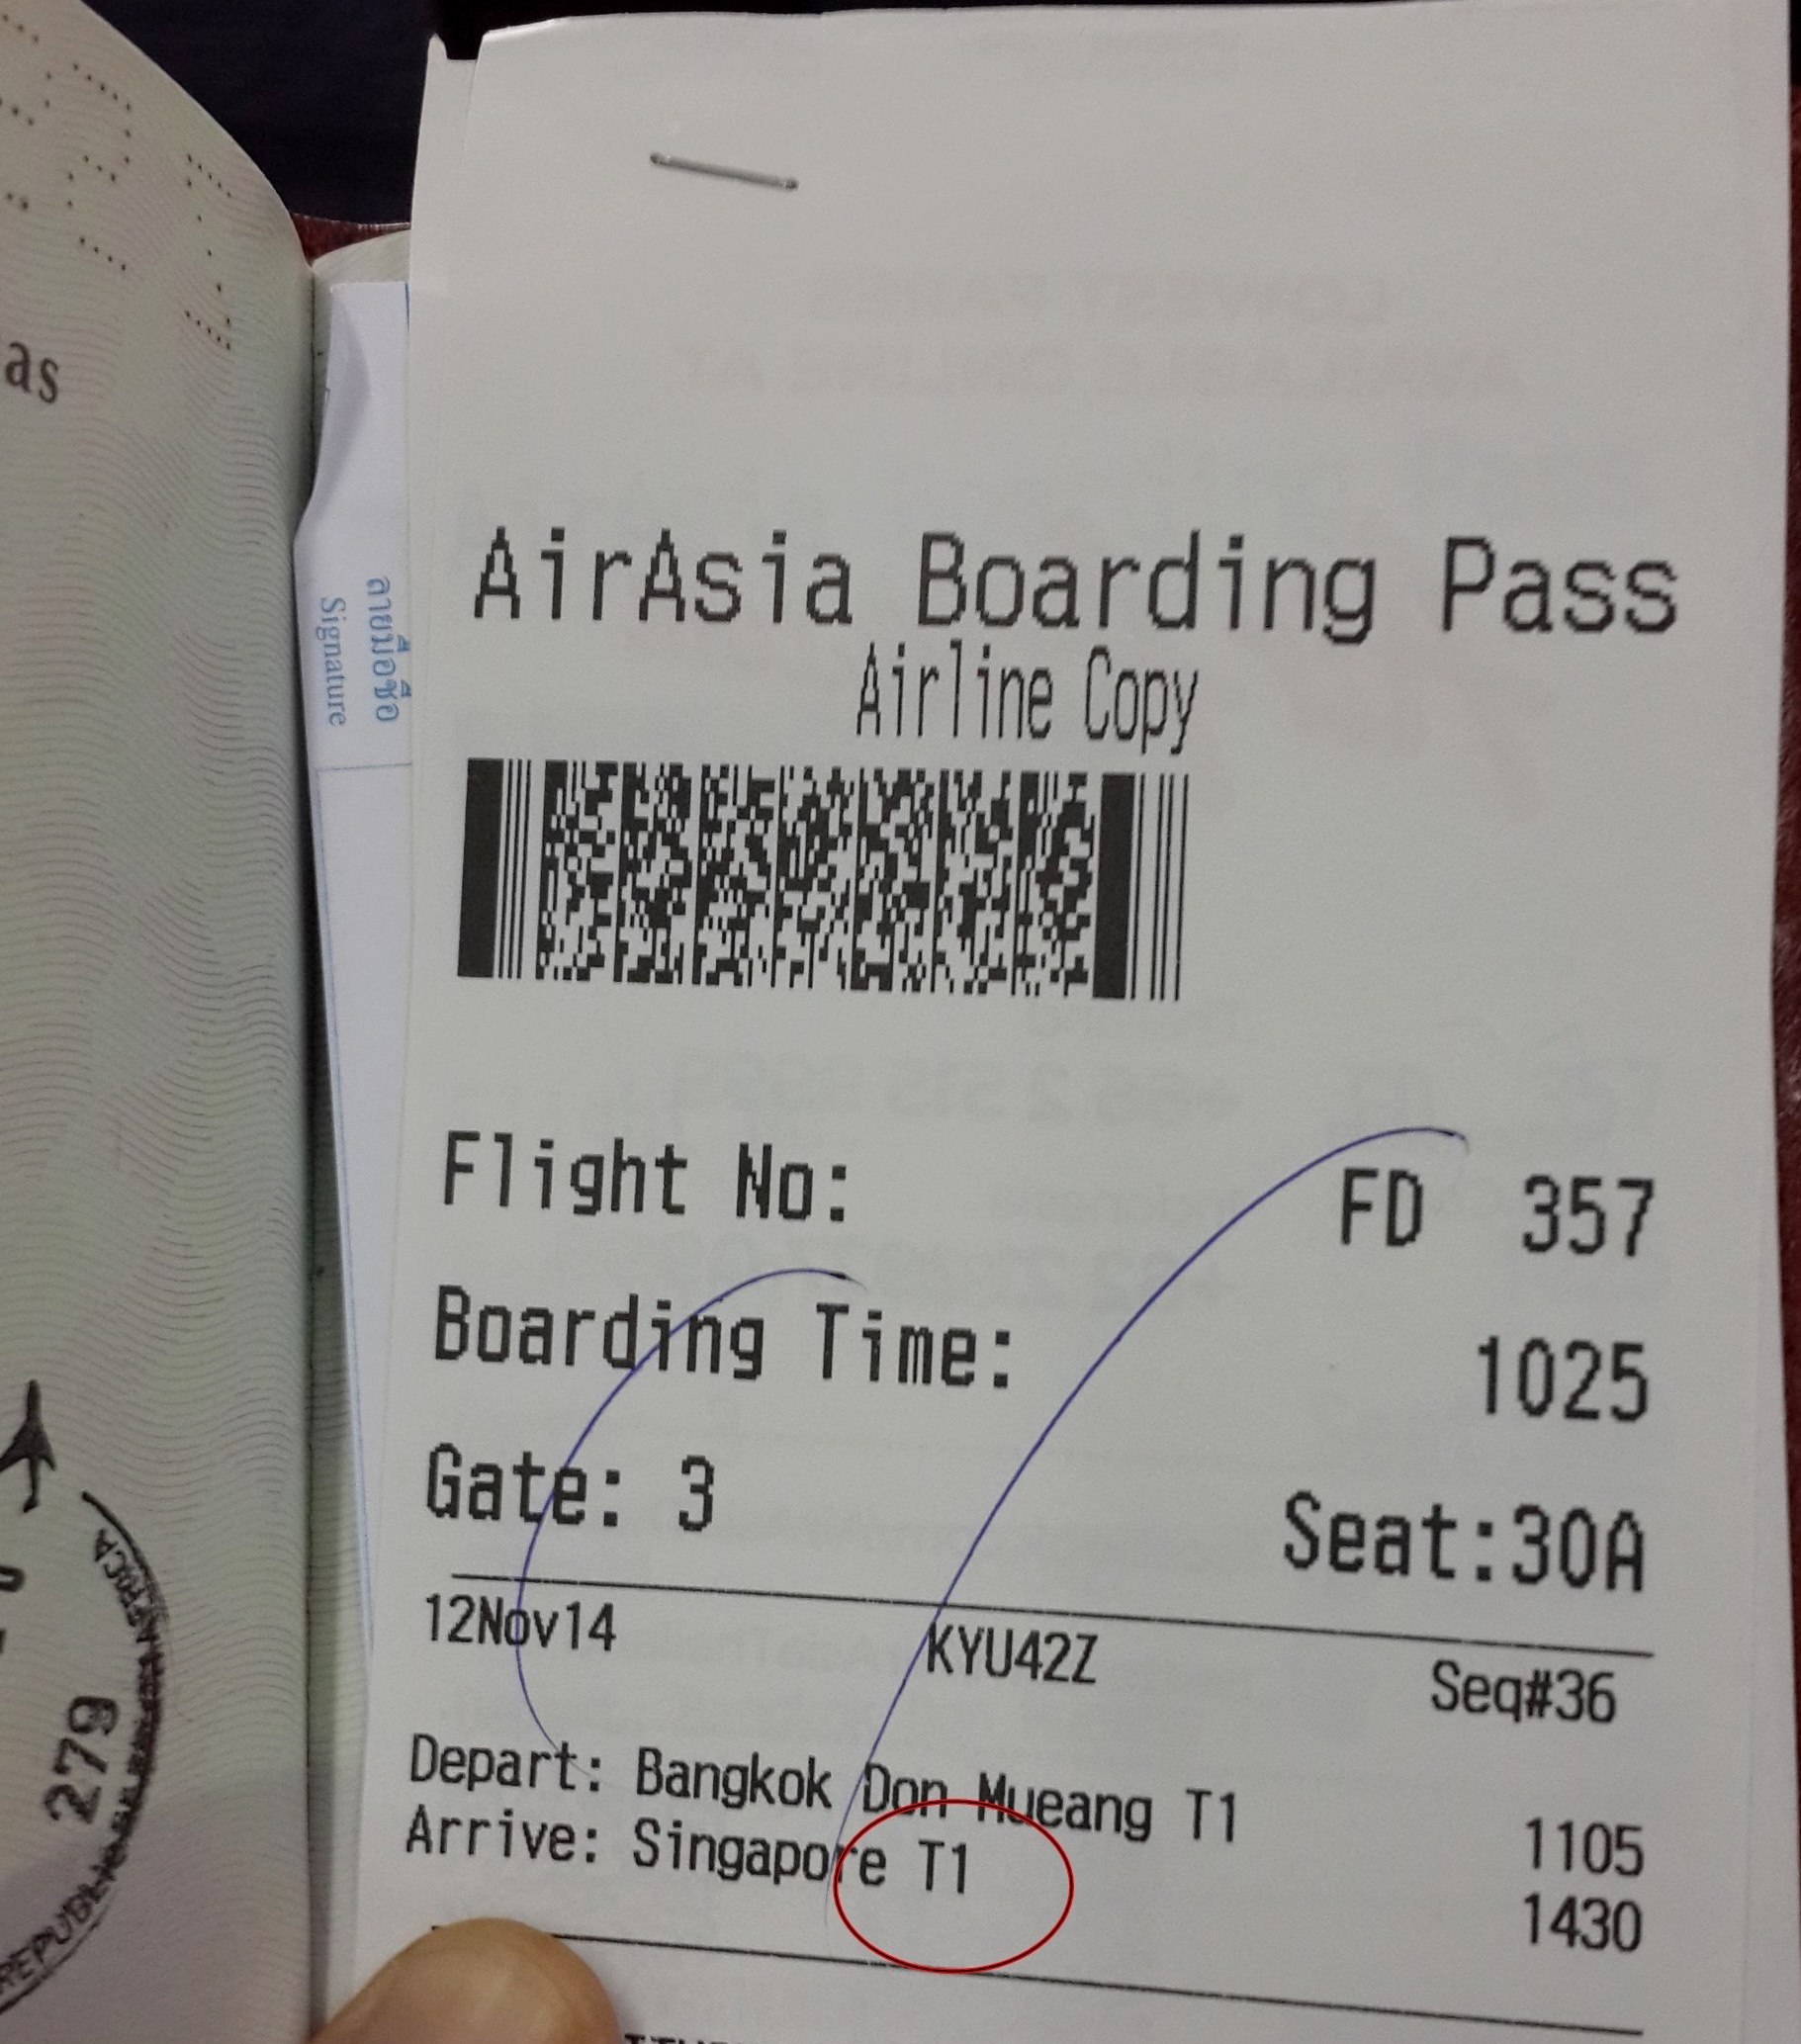 as
ลายมือชื่อ
Signature
AirAsia Boarding Pass
Airline Copy
Flight No: FD 357
Boarding Time: 1025
Gate: 3 Seat:30A
12Nov14 KYU42Z Seq#36
Depart: Bangkok Don Mueang T1 1105
Arrive: Singapore T1 1430
279